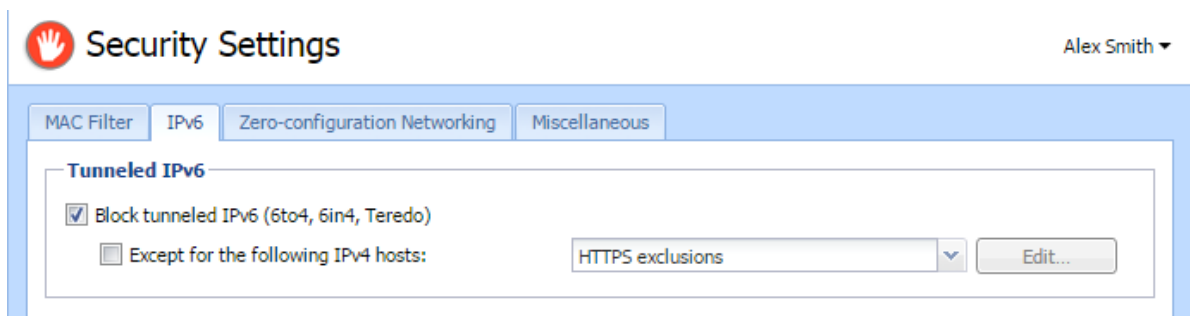 Security Settings
Alex Smith
MAC Filter IPv6 Zero-configuration Networking Miscellaneous
Tunneled IPv6
Block tunneled IPv6 (6to4, 6in4, Teredo)
Except for the following IPv4 hosts: HTTPS exclusions Edit...